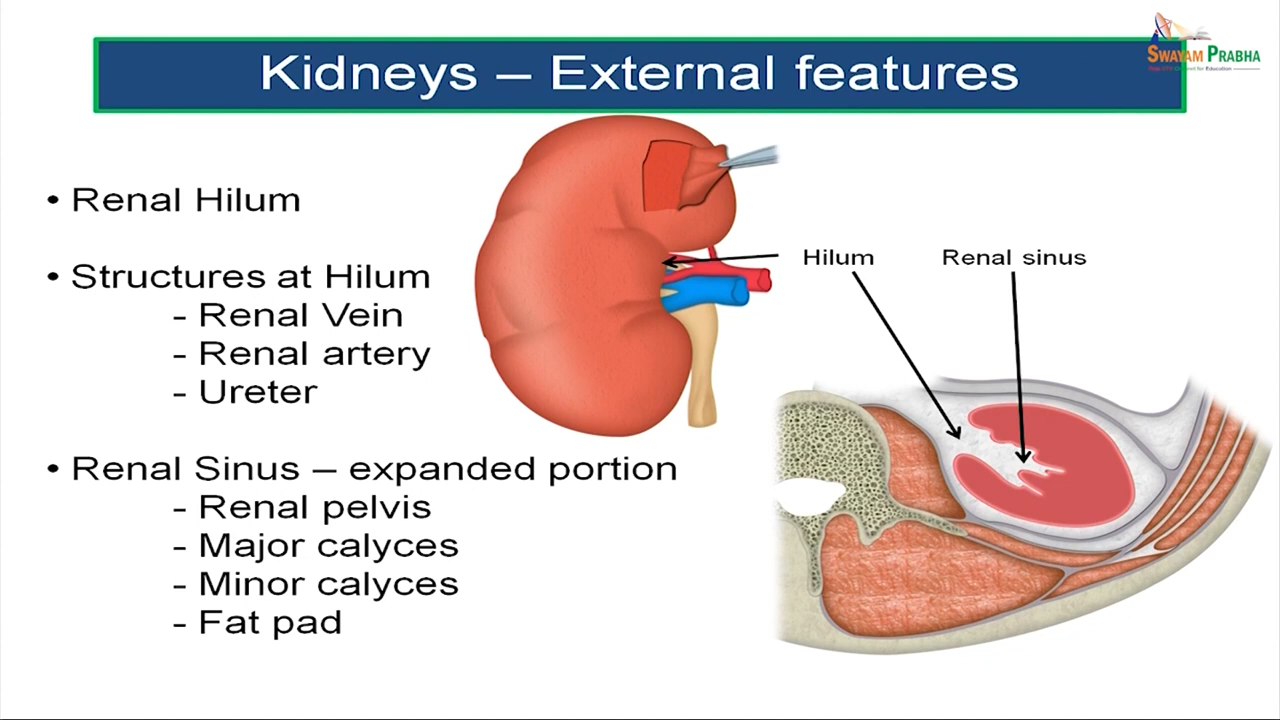 SWAYAM PRABHA
Kidneys – External features
• Renal Hilum
• Structures at Hilum
- Renal Vein
- Renal artery
- Ureter
• Renal Sinus – expanded portion
- Renal pelvis
- Major calyces
- Minor calyces
- Fat pad
Hilum
Renal sinus